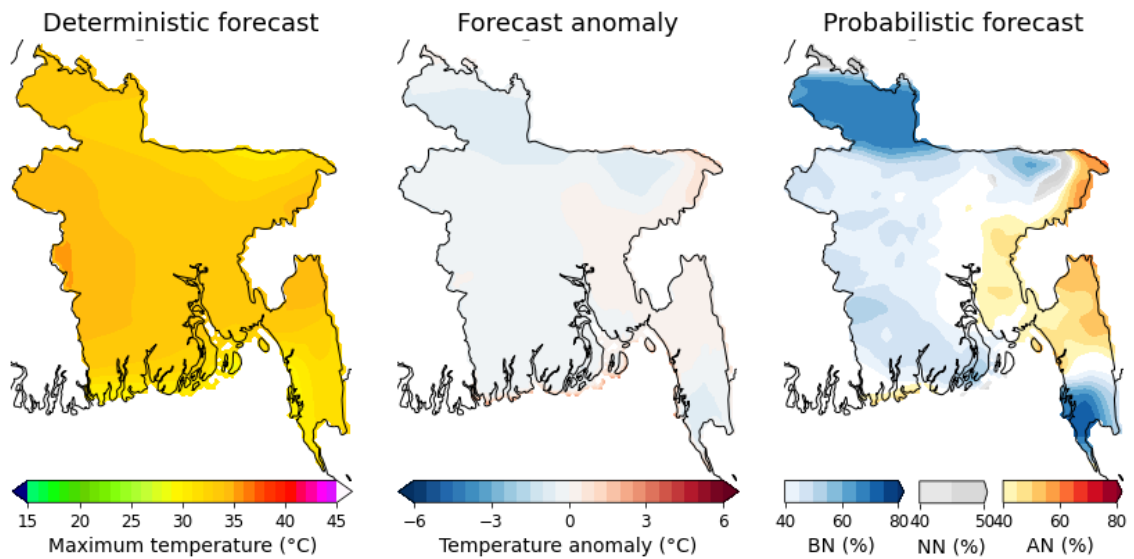 Deterministic forecast
Forecast anomaly
Probabilistic forecast
15 20 25 30 35 40 45
Maximum temperature (°C)
−6 −3 0 3 6
Temperature anomaly (°C)
40 60 80
BN (%)
40 50
NN (%)
40 60 80
AN (%)